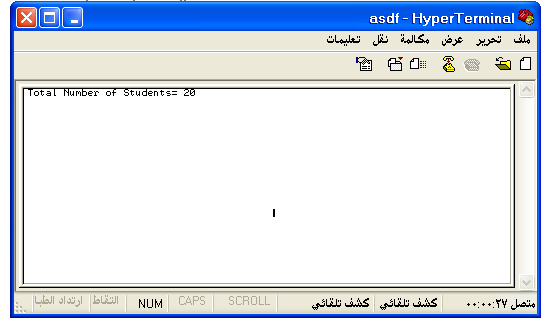 asdf - HyperTerminal
ملف تحرير عرض مكالمة نقل تعليمات
Total Number of Students= 20
متصل ٠٠:٠٠:٢٧ كشف تلقائي كشف تلقائي SCROLL CAPS NUM التقاط ارتداد الطبا